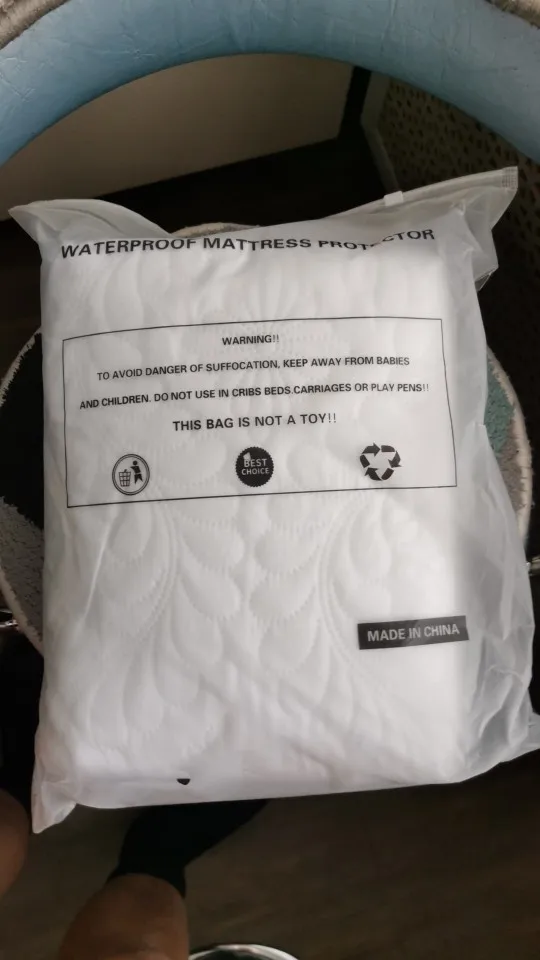 WATERPROOF MATTRESS PROTECTOR
WARNING!!
TO AVOID DANGER OF SUFFOCATION, KEEP AWAY FROM BABIES
AND CHILDREN. DO NOT USE IN CRIBS BEDS.CARRIAGES OR PLAY PENS!!
THIS BAG IS NOT A TOY!!
BEST
CHOICE
MADE IN CHINA